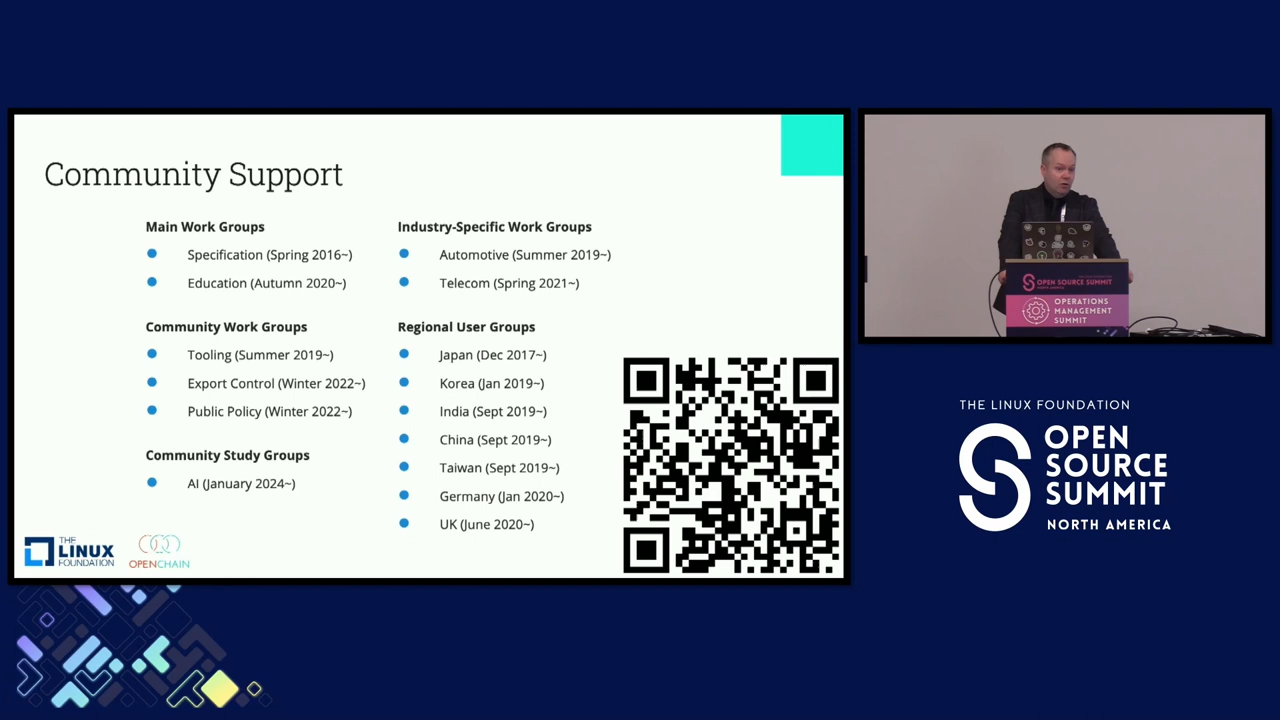 Community Support
Main Work Groups
Specification (Spring 2016~)
Education (Autumn 2020~)
Community Work Groups
Tooling (Summer 2019~)
Export Control (Winter 2022~)
Public Policy (Winter 2022~)
Community Study Groups
AI (January 2024~)
Industry-Specific Work Groups
Automotive (Summer 2019~)
Telecom (Spring 2021~)
Regional User Groups
Japan (Dec 2017~)
Korea (Jan 2019~)
India (Sept 2019~)
China (Sept 2019~)
Taiwan (Sept 2019~)
Germany (Jan 2020~)
UK (June 2020~)
THE
LINUX
FOUNDATION
OPENCHAIN
OPEN SOURCE SUMMIT
NORTH AMERICA
OPERATIONS
MANAGEMENT
SUMMIT
THE LINUX FOUNDATION
OPEN
SOURCE
SUMMIT
NORTH AMERICA